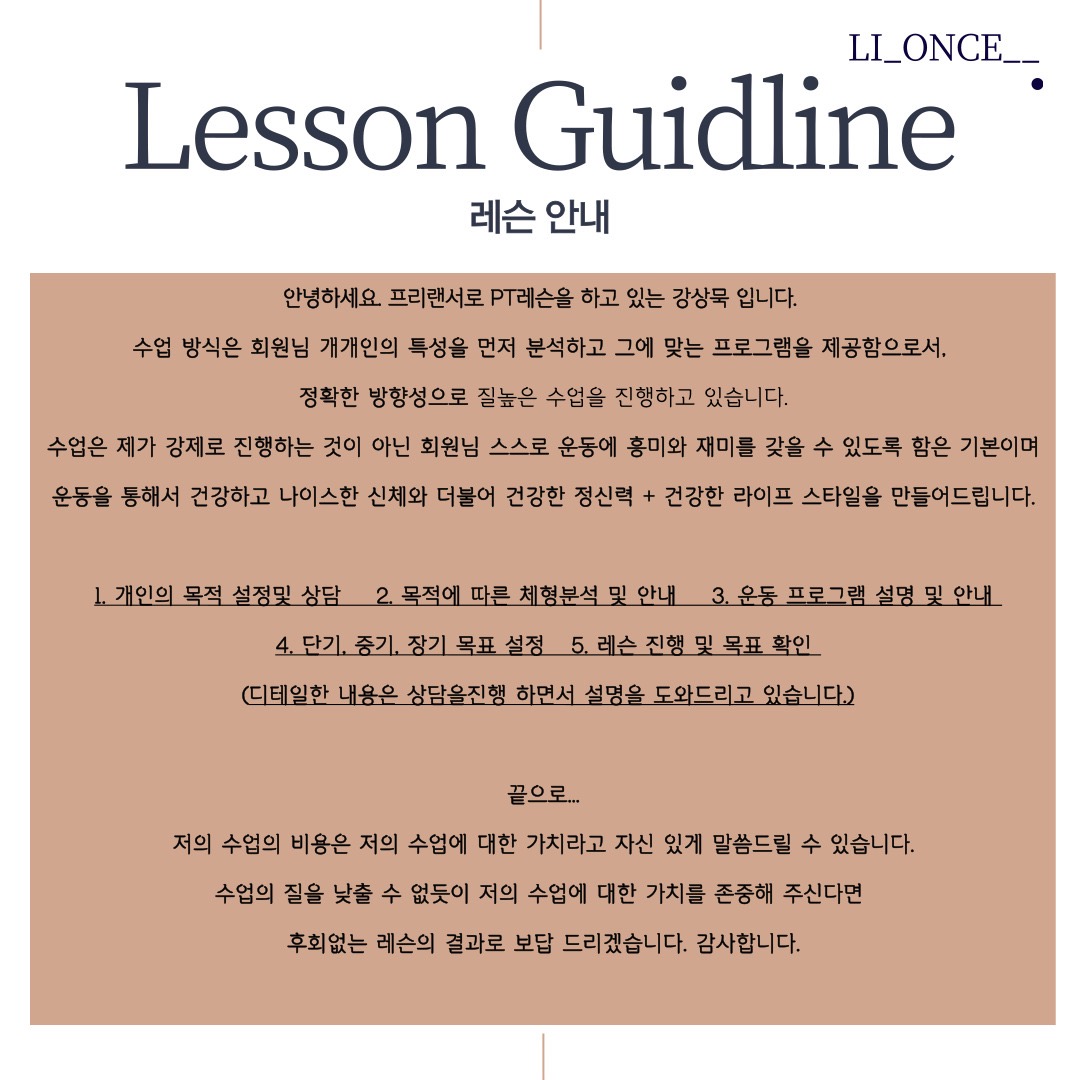 LI_ONCE__
Lesson Guidline
레슨 안내
안녕하세요. 프리랜서로 PT레슨을 하고 있는 강상묵 입니다.
수업 방식은 회원님 개개인의 특성을 먼저 분석하고 그에 맞는 프로그램을 제공함으로서,
정확한 방향성으로 질높은 수업을 진행하고 있습니다.
수업은 제가 강제로 진행하는 것이 아닌 회원님 스스로 운동에 흥미와 재미를 갖을 수 있도록 함은 기본이며
운동을 통해서 건강하고 나이스한 신체와 더불어 건강한 정신력 + 건강한 라이프 스타일을 만들어드립니다.
1. 개인의 목적 설정및 상담 2. 목적에 따른 체형분석 및 안내 3. 운동 프로그램 설명 및 안내
4. 단기, 중기, 장기 목표 설정 5. 레슨 진행 및 목표 확인
(디테일한 내용은 상담을진행 하면서 설명을 도와드리고 있습니다.)
끝으로...
저의 수업의 비용은 저의 수업에 대한 가치라고 자신 있게 말씀드릴 수 있습니다.
수업의 질을 낮출 수 없듯이 저의 수업에 대한 가치를 존중해 주신다면
후회없는 레슨의 결과로 보답 드리겠습니다. 감사합니다.